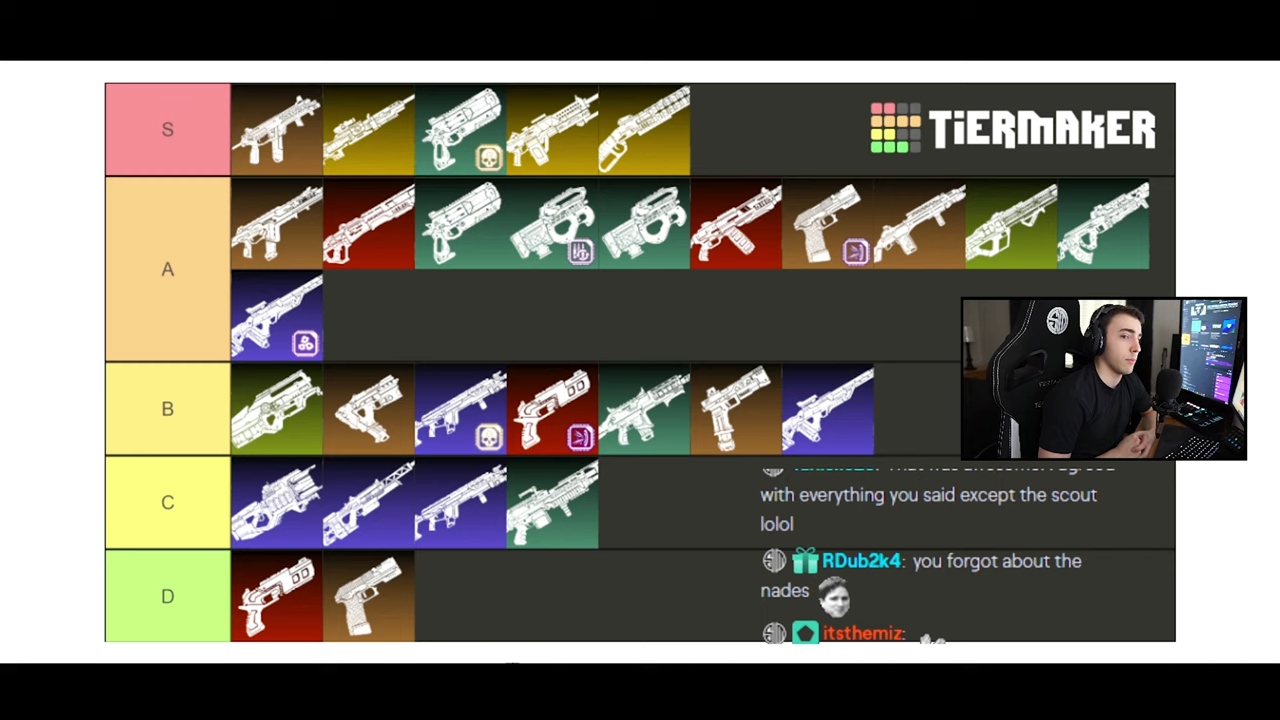 S
TiERMAKER
A
B
C
with everything you said except the scout
lolol
RDub2k4: you forgot about the
nades
D
itsthemiz: